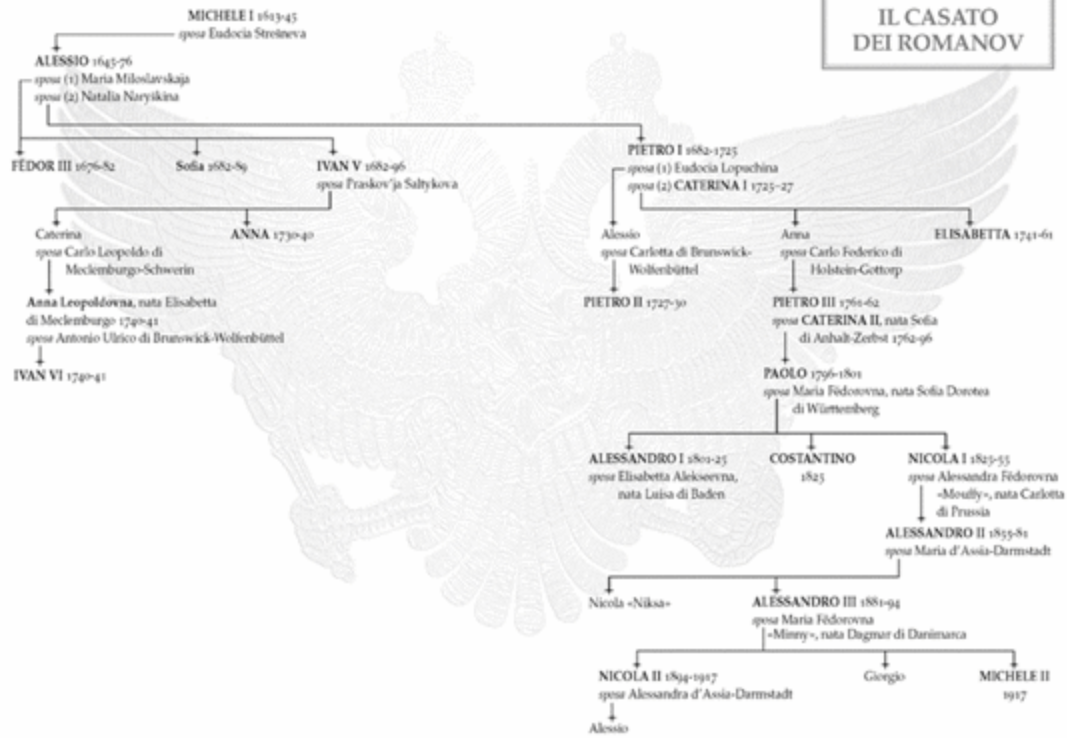 IL CASATO
DEI ROMANOV
MICHELE I 1613-45
sposa Eudocia Strešneva
ALESSIO 1645-76
sposa (1) Maria Miloslavskaja
sposa (2) Natalia Naryškina
FËDOR III 1676-82
Sofia 1682-89
IVAN V 1682-96
sposa Praskov'ja Saltykova
PIETRO I 1682-1725
sposa (1) Eudocia Lopuchina
sposa (2) CATERINA I 1725-27
Caterina
sposa Carlo Leopoldo di
Meclemburgo-Schwerin
ANNA 1730-40
Alessio
sposa Carlotta di Brunswick-
Wolfenbüttel
Anna
sposa Carlo Federico di
Holstein-Gottorp
ELISABETTA 1741-61
Anna Leopoldovna, nata Elisabetta
di Meclemburgo 1740-41
sposa Antonio Ulrico di Brunswick-Wolfenbüttel
PIETRO II 1727-30
PIETRO III 1761-62
sposa CATERINA II, nata Sofia
di Anhalt-Zerbst 1762-96
IVAN VI 1740-41
PAOLO 1796-1801
sposa Maria Fëdorovna, nata Sofia Dorotea
di Württemberg
ALESSANDRO I 1801-25
sposa Elisabetta Alekseevna,
nata Luisa di Baden
COSTANTINO
1825
NICOLA I 1825-55
sposa Alessandra Fëdorovna
«Mouffy», nata Carlotta
di Prussia
ALESSANDRO II 1855-81
sposa Maria d'Assia-Darmstadt
Nicola «Niksa»
ALESSANDRO III 1881-94
sposa Maria Fëdorovna
«Minny», nata Dagmar di Danimarca
NICOLA II 1894-1917
sposa Alessandra d'Assia-Darmstadt
Giorgio
MICHELE II
1917
Alessio